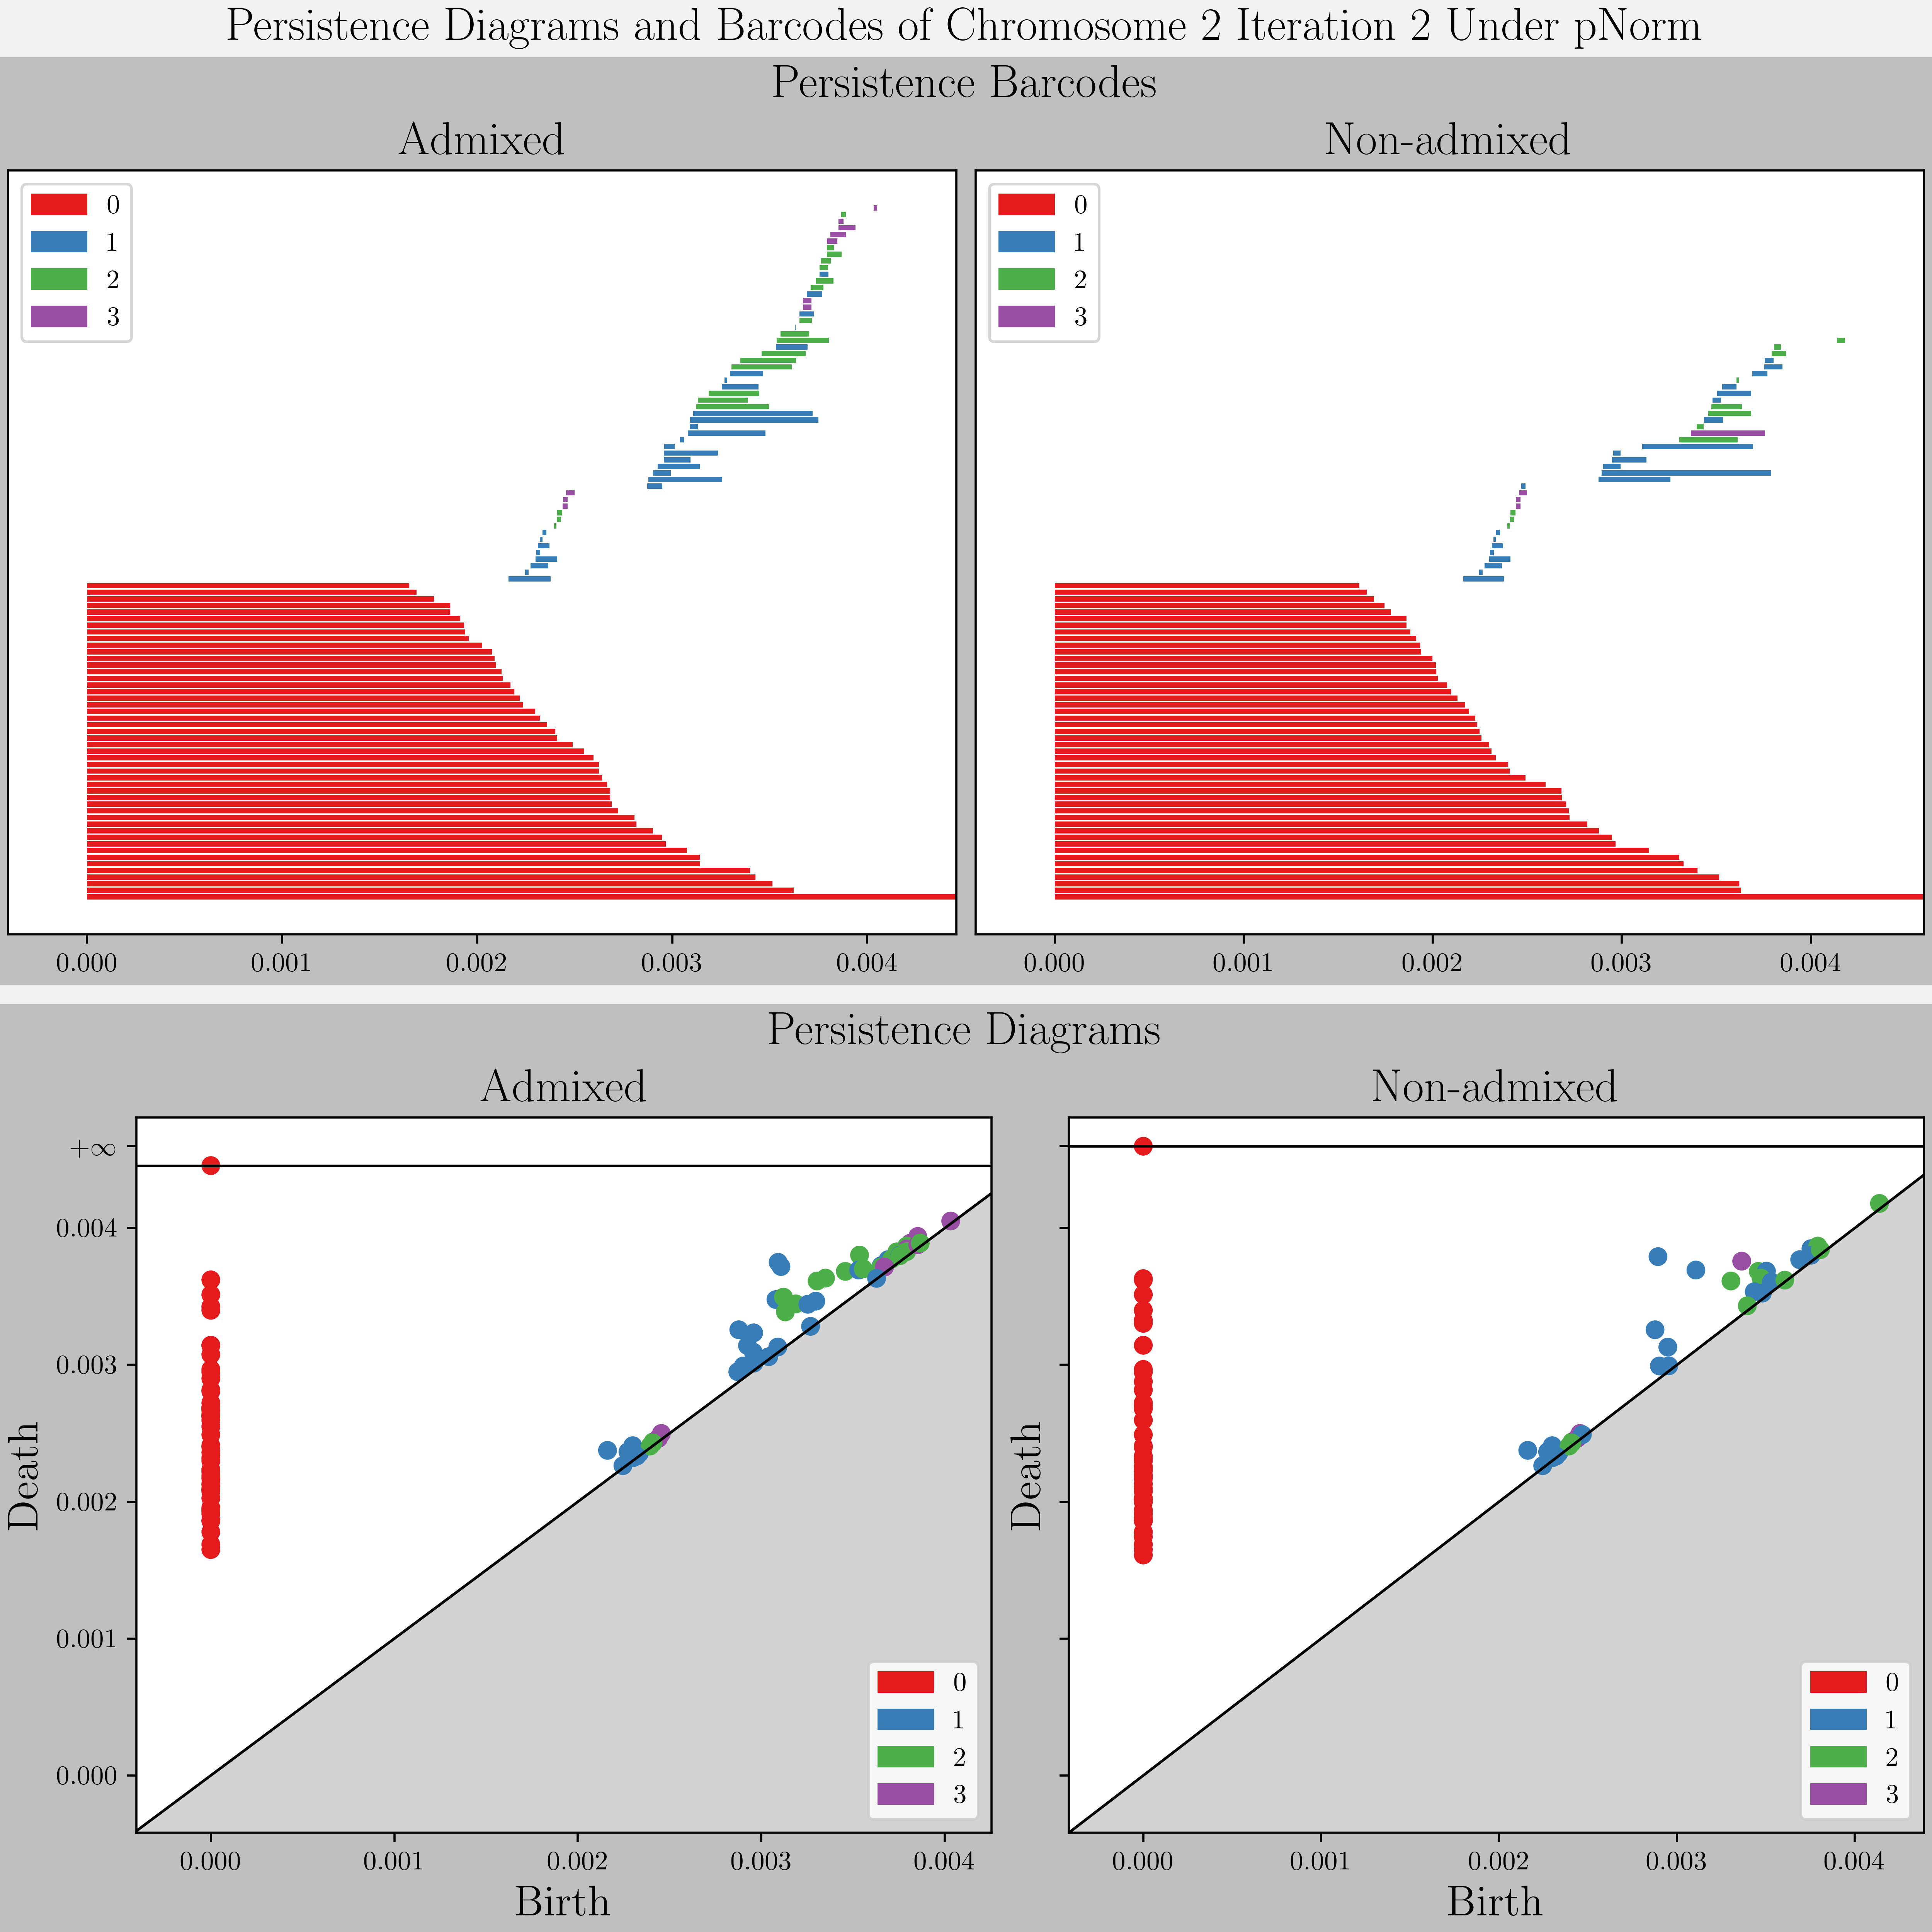 Persistence Diagrams and Barcodes of Chromosome 2 Iteration 2 Under pNorm
Persistence Barcodes
Admixed
0
1
2
3
0.000 0.001 0.002 0.003 0.004
Non-admixed
0
1
2
3
0.000 0.001 0.002 0.003 0.004
Persistence Diagrams
Admixed
+∞
0.004
0.003
0.002
0.001
0.000
Death
0
1
2
3
0.000 0.001 0.002 0.003 0.004
Birth
Non-admixed
Death
0
1
2
3
0.000 0.001 0.002 0.003 0.004
Birth